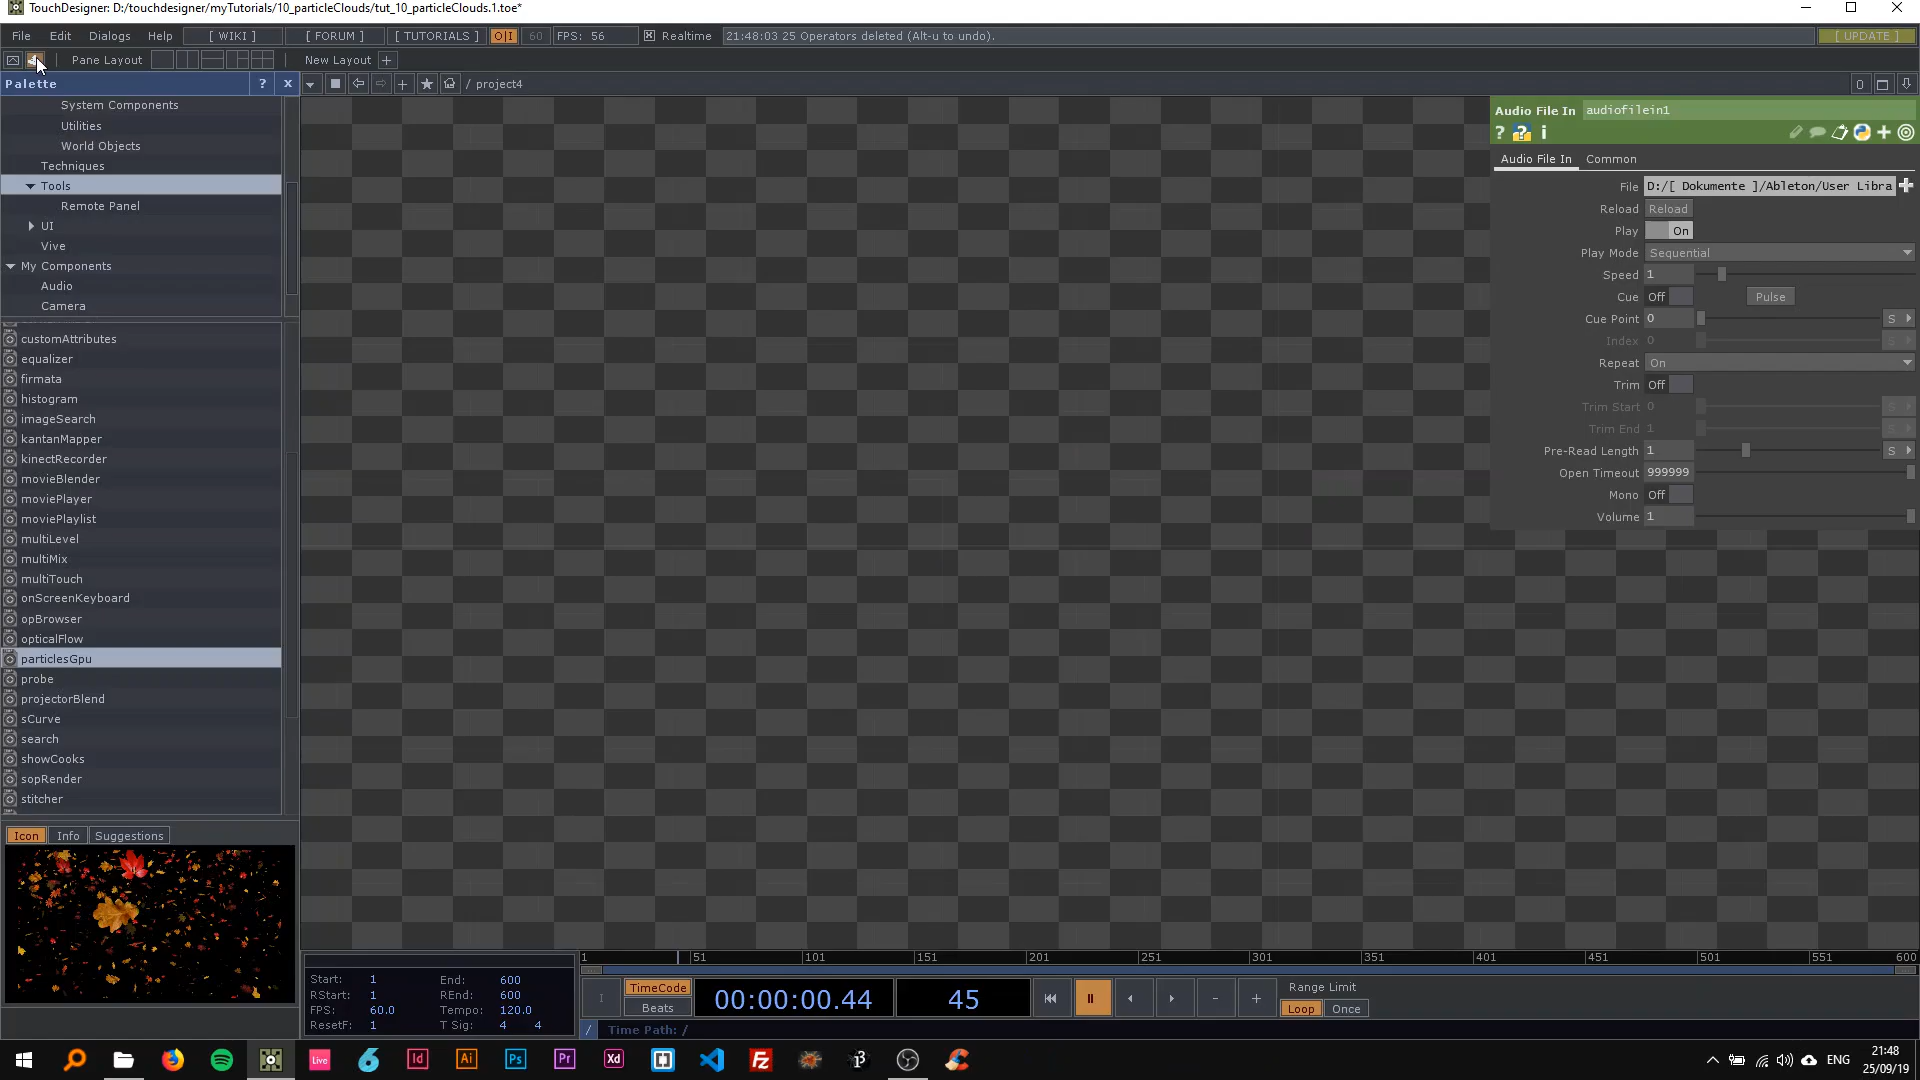 TouchDesigner: D:/touchdesigner/myTutorials/10_particleClouds/tut_10_particleClouds.1.toe*
File Edit Dialogs Help [ WIKI ] [ FORUM ] [ TUTORIALS ] O|I 60 FPS: 56 Realtime 21:48:03 25 Operators deleted (Alt-u to undo). [ UPDATE ]
Pane Layout New Layout +
Palette ? x / project4 0
System Components
Utilities
World Objects
Techniques
Tools
Remote Panel
UI
Vive
My Components
Audio
Camera
customAttributes
equalizer
firmata
histogram
imageSearch
kantanMapper
kinectRecorder
movieBlender
moviePlayer
moviePlaylist
multiLevel
multiMix
multiTouch
onScreenKeyboard
opBrowser
opticalFlow
particlesGpu
probe
projectorBlend
sCurve
search
showCooks
sopRender
stitcher
Icon Info Suggestions
Audio File In audiofilein1
? ? i
Audio File In Common
File D:/[ Dokumente ]/Ableton/User Libra
Reload Reload
Play On
Play Mode Sequential
Speed 1
Cue Off Pulse
Cue Point 0 S
Index 0 S
Repeat On
Trim Off
Trim Start 0 S
Trim End 1 S
Pre-Read Length 1 S
Open Timeout 999999
Mono Off
Volume 1
1 51 101 151 201 251 301 351 401 451 501 551 600
Start: 1 End: 600
RStart: 1 REnd: 600
FPS: 60.0 Tempo: 120.0
ResetF: 1 T Sig: 4 4
I TimeCode Beats 00:00:00.44 45 - + Range Limit Loop Once
/ Time Path: /
Live Id Ai Ps Pr Xd Fz ENG
21:48
25/09/19